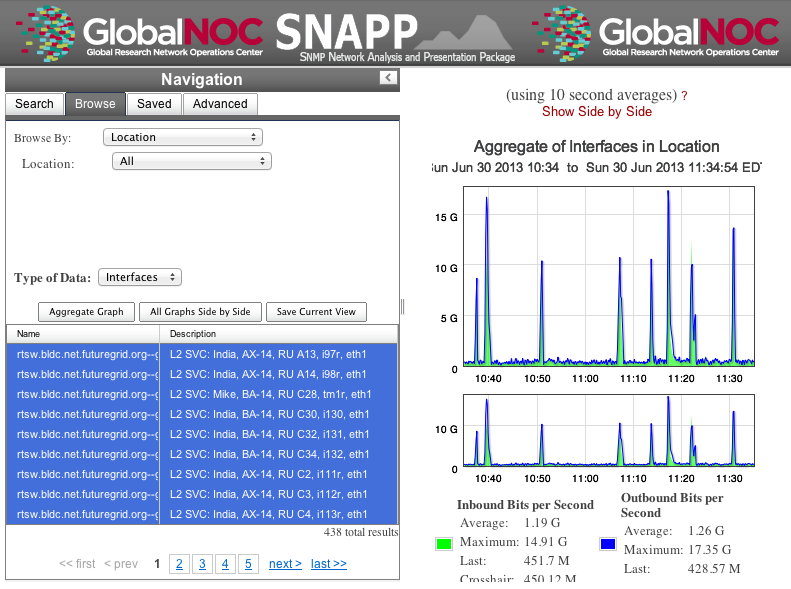 GlobalNOC
Global Research Network Operations Center
SNAPP
SNMP Network Analysis and Presentation Package
GlobalNOC
Global Research Network Operations Center
Navigation
<
Search Browse Saved Advanced
Browse By: Location
Location: All
Type of Data: Interfaces
Aggregate Graph All Graphs Side by Side Save Current View
Name Description
rtsw.bldc.net.futuregrid.org--g L2 SVC: India, AX-14, RU A13, i97r, eth1
rtsw.bldc.net.futuregrid.org--g L2 SVC: India, AX-14, RU A14, i98r, eth1
rtsw.bldc.net.futuregrid.org--g L2 SVC: Mike, BA-14, RU C28, tm1r, eth1
rtsw.bldc.net.futuregrid.org--g L2 SVC: India, BA-14, RU C30, i130, eth1
rtsw.bldc.net.futuregrid.org--g L2 SVC: India, BA-14, RU C32, i131, eth1
rtsw.bldc.net.futuregrid.org--g L2 SVC: India, BA-14, RU C34, i132, eth1
rtsw.bldc.net.futuregrid.org--g L2 SVC: India, AX-14, RU C2, i111r, eth1
rtsw.bldc.net.futuregrid.org--g L2 SVC: India, AX-14, RU C3, i112r, eth1
rtsw.bldc.net.futuregrid.org--g L2 SVC: India, AX-14, RU C4, i113r, eth1
438 total results
<< first < prev 1 2 3 4 5 next > last >>
(using 10 second averages) ?
Show Side by Side
Aggregate of Interfaces in Location
Sun Jun 30 2013 10:34 to Sun Jun 30 2013 11:34:54 EDT
15 G
10 G
5 G
0
10:40 10:50 11:00 11:10 11:20 11:30
10 G
0
10:40 10:50 11:00 11:10 11:20 11:30
Inbound Bits per Second
Average: 1.19 G
Maximum: 14.91 G
Last: 451.7 M
Crosshair: 450.12 M
Outbound Bits per
Second
Average: 1.26 G
Maximum: 17.35 G
Last: 428.57 M